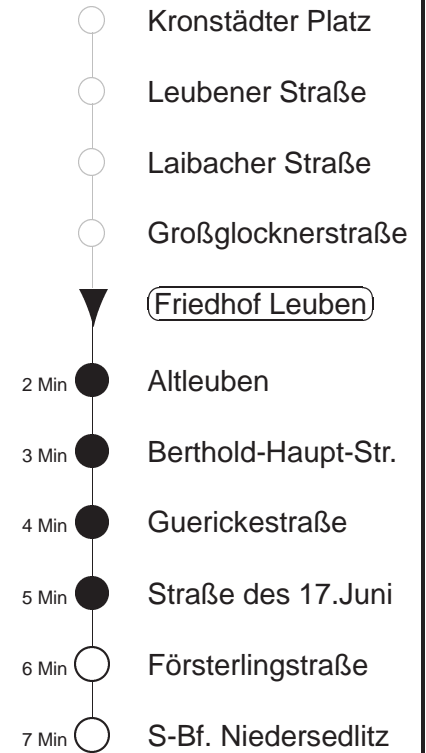 Kronstädter Platz
Leubener Straße
Laibacher Straße
Großglocknerstraße
Friedhof Leuben
2 Min Altleuben
3 Min Berthold-Haupt-Str.
4 Min Guerickestraße
5 Min Straße des 17.Juni
6 Min Försterlingstraße
7 Min S-Bf. Niedersedlitz